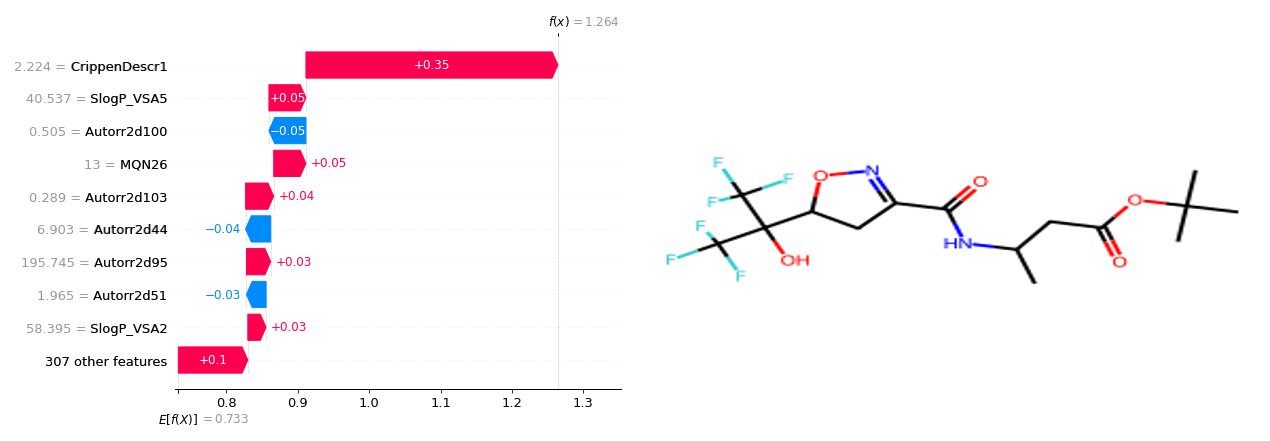 f(x) = 1.264
2.224 = CrippenDescr1
+0.35
40.537 = SlogP_VSA5
+0.05
0.505 = Autorr2d100
−0.05
13 = MQN26
+0.05
0.289 = Autorr2d103
+0.04
6.903 = Autorr2d44
−0.04
195.745 = Autorr2d95
+0.03
1.965 = Autorr2d51
−0.03
58.395 = SlogP_VSA2
+0.03
307 other features
+0.1
0.8 0.9 1.0 1.1 1.2 1.3
E[f(X)] = 0.733
F
F
F
F
F
F
OH
O
N
O
HN
O
O